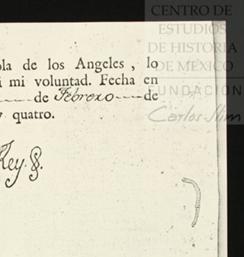 CENTRO DE
ESTUDIOS
DE HISTORIA
DE MÉXICO
FUNDACIÓN
Carlos Slim
bla de los Angeles, lo
i mi voluntad. Fecha en
de Febrero de
y quatro.
Rey.